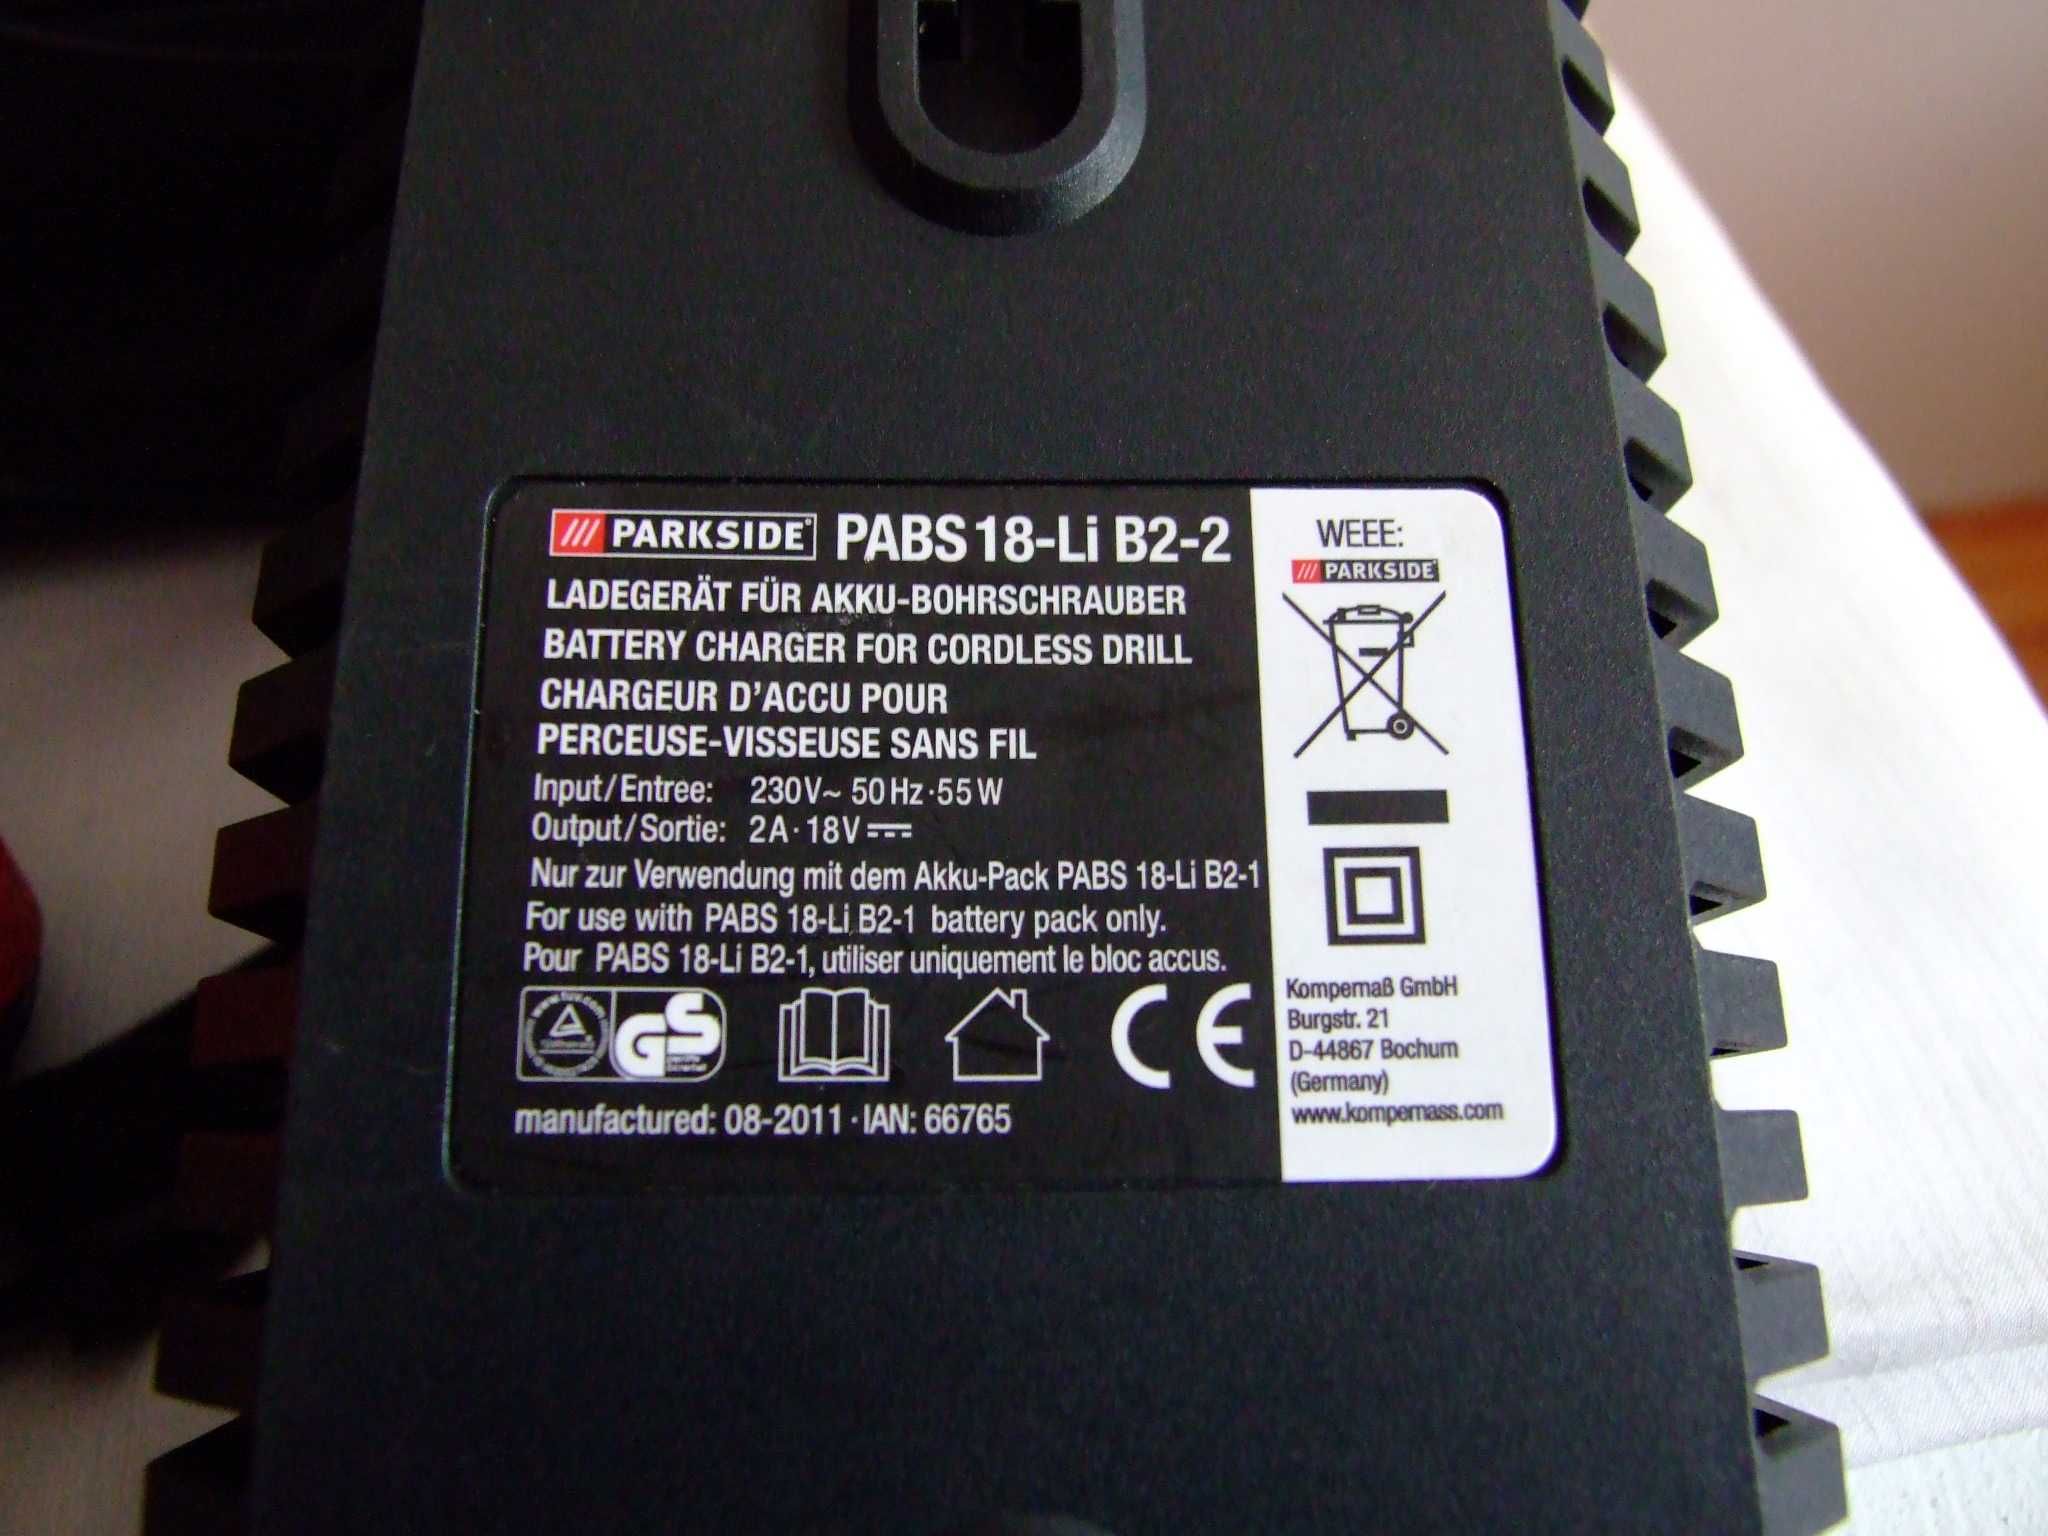 PARKSIDE® PABS 18-Li B2-2
LADEGERÄT FÜR AKKU-BOHRSCHRAUBER
BATTERY CHARGER FOR CORDLESS DRILL
CHARGEUR D'ACCU POUR
PERCEUSE-VISSEUSE SANS FIL
Input/Entree: 230V~ 50Hz·55W
Output/Sortie: 2A·18V⎓
Nur zur Verwendung mit dem Akku-Pack PABS 18-Li B2-1
For use with PABS 18-Li B2-1 battery pack only.
Pour PABS 18-Li B2-1, utiliser uniquement le bloc accus.
www.tuv.com
GS
CE
manufactured: 08-2011·IAN: 66765
WEEE:
PARKSIDE®
Kompernaß GmbH
Burgstr. 21
D-44867 Bochum
(Germany)
www.kompernass.com